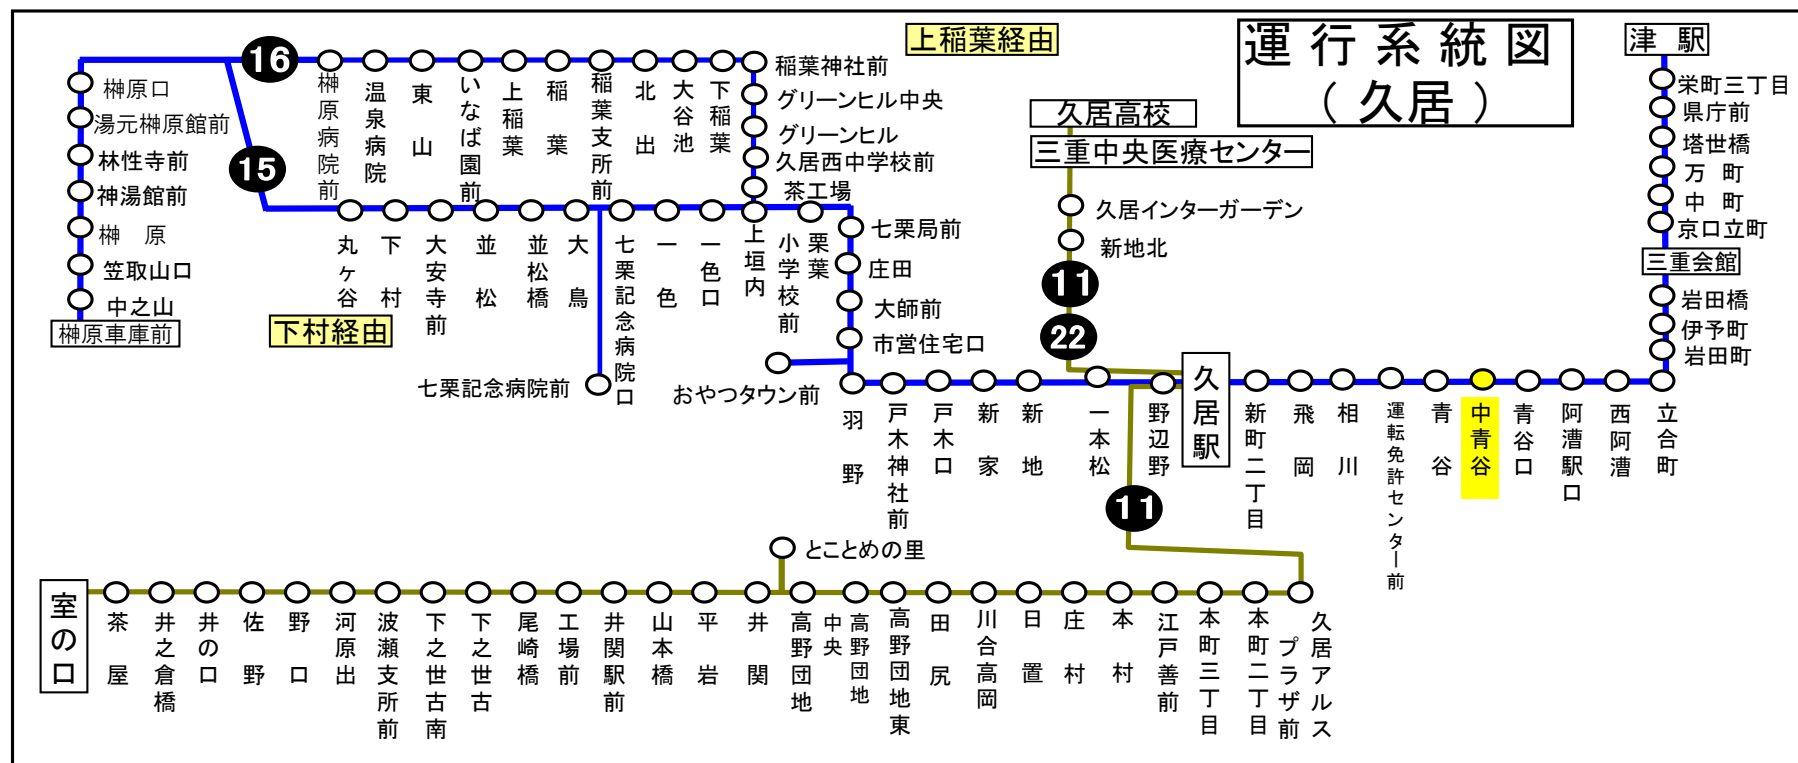 運行系統図
（久居）
上稲葉経由
津駅
栄町三丁目
県庁前
塔世橋
万町
中町
京口立町
三重会館
岩田橋
伊予町
岩田町
立合町
西阿漕
阿漕駅口
青谷口
中青谷
青谷
運転免許センター前
相川
飛岡
新町二丁目
久居駅
久居高校
三重中央医療センター
久居インターガーデン
新地北
11
22
野辺野
一本松
新地
新家
戸木口
戸木神社前
羽野
おやつタウン前
市営住宅口
大師前
庄田
七栗局前
栗葉
小学校前
上垣内
茶工場
久居西中学校前
グリーンヒル
グリーンヒル中央
稲葉神社前
下稲葉
大谷池
北出
稲葉支所前
稲葉
上稲葉
いなば園前
東山
温泉病院
榊原病院前
16
15
一色口
一色
七栗記念病院口
七栗記念病院前
大鳥
並松橋
並松
大安寺前
下村
丸ヶ谷
下村経由
榊原口
湯元榊原館前
林性寺前
神湯館前
榊原
笠取山口
中之山
榊原車庫前
11
久居アルス
プラザ前
本町二丁目
本町三丁目
江戸善前
本村
庄村
日置
川合高岡
田尻
高野団地東
高野団地
中央
高野団地
とことめの里
井関
平岩
山本橋
井関駅前
工場前
尾崎橋
下之世古
下之世古南
波瀬支所前
河原出
野口
佐野
井の口
井之倉橋
茶屋
室の口